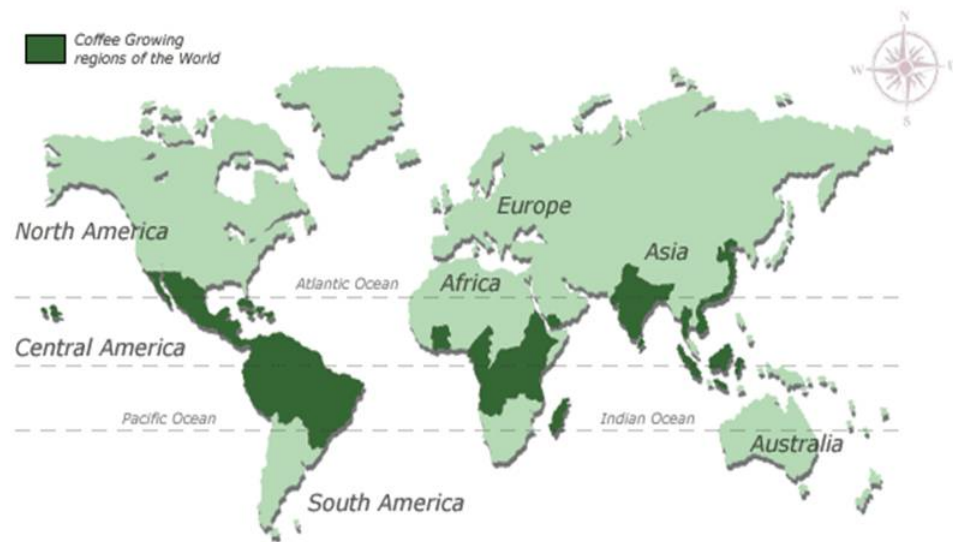 Coffee Growing
regions of the World
N
W
S
Europe
North America
Asia
Atlantic Ocean
Africa
Central America
Pacific Ocean
Indian Ocean
Australia
South America